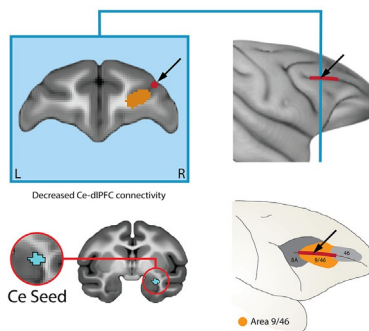 L
R
Decreased Ce-dlPFC connectivity
Ce Seed
8A
9/46
46
Area 9/46